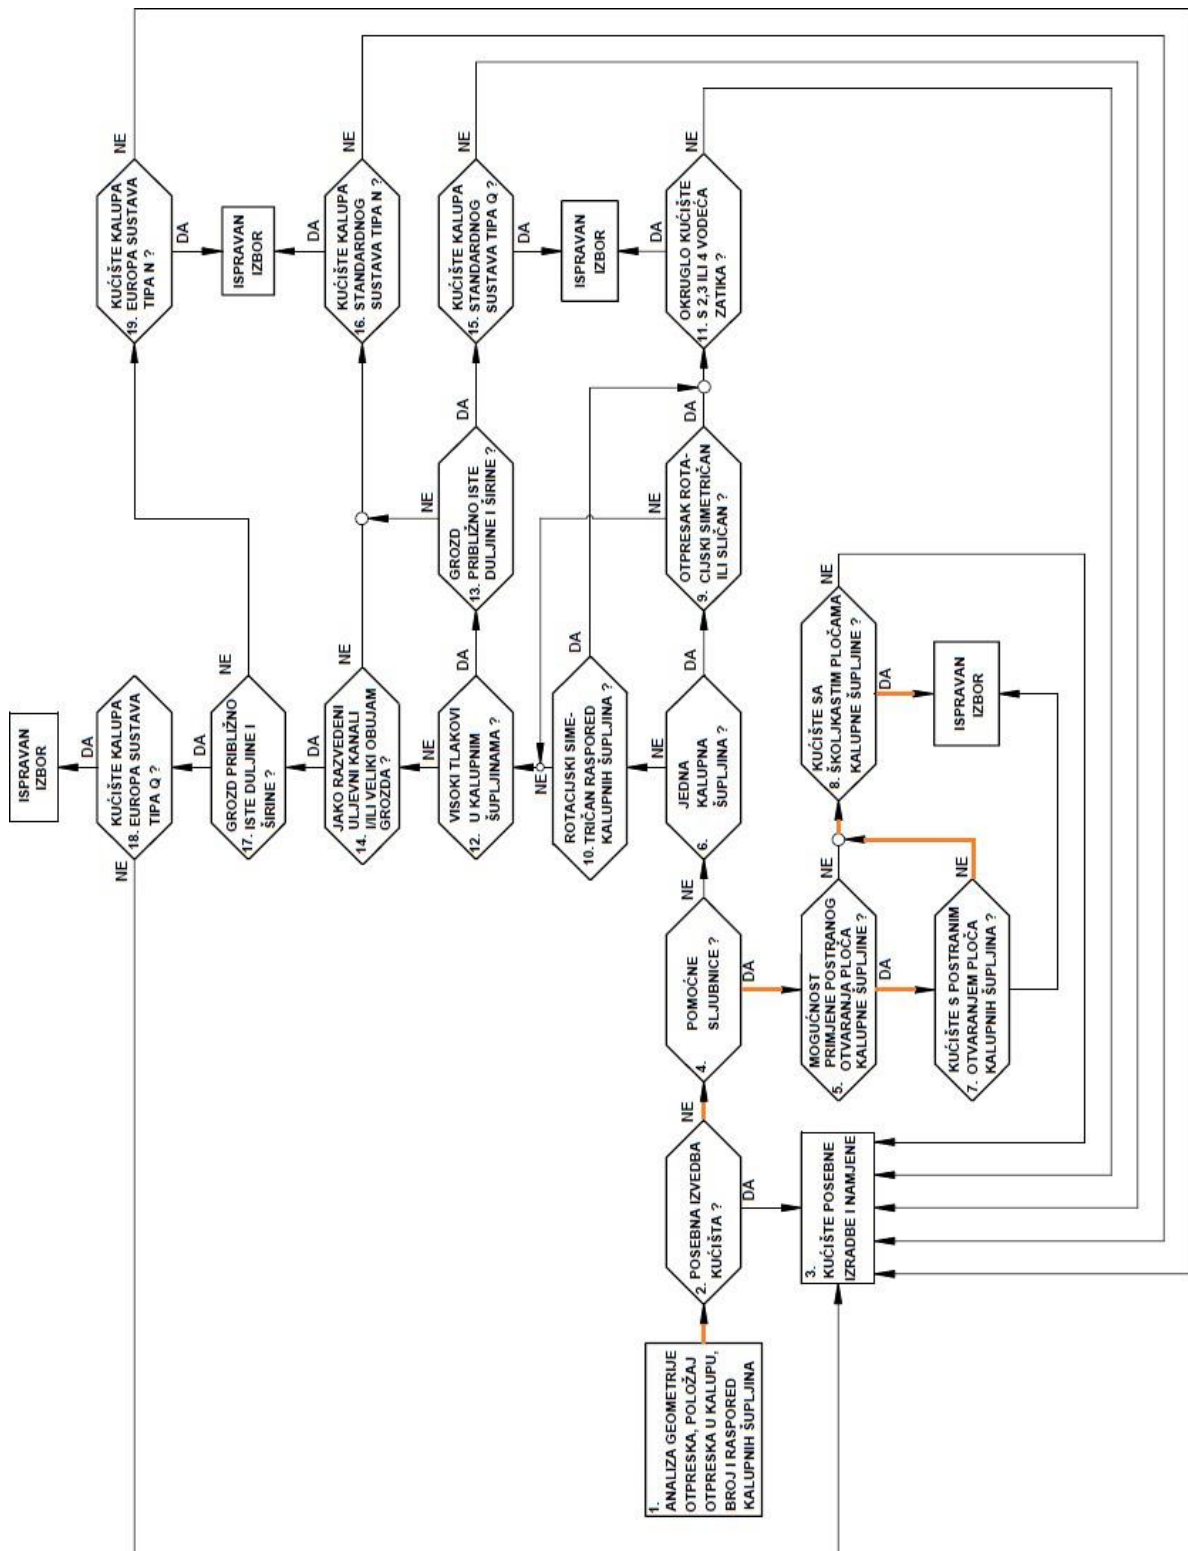 1.
ANALIZA GEOMETRIJE
OTPRESKA, POLOŽAJ
OTPRESKA U KALUPU,
BROJ I RASPORED
KALUPNIH ŠUPLJINA
2. POSEBNA IZVEDBA
KUĆIŠTA ?
NE
DA
3.
KUĆIŠTE POSEBNE
IZRADBE I NAMJENE
4.
POMOĆNE
SLJUBNICE ?
NE
DA
MOGUĆNOST
PRIMJENE POSTRANOG
OTVARANJA PLOČA
5. KALUPNE ŠUPLJINE ?
NE
DA
KUĆIŠTE S POSTRANIM
7. OTVARANJEM PLOČA
KALUPNIH ŠUPLJINA ?
NE
DA
KUĆIŠTE SA
8. ŠKOLJKASTIM PLOČAMA
KALUPNE ŠUPLJINE ?
NE
DA
ISPRAVAN
IZBOR
JEDNA
KALUPNA
6. ŠUPLJINA ?
NE
DA
OTPRESAK ROTA-
9. CIJSKI SIMETRIČAN
ILI SLIČAN ?
NE
DA
ROTACIJSKI SIME-
10. TRIČAN RASPORED
KALUPNIH ŠUPLJINA ?
NE
DA
OKRUGLO KUĆIŠTE
11. S 2,3 ILI 4 VODEĆA
ZATIKA ?
NE
DA
ISPRAVAN
IZBOR
VISOKI TLAKOVI
12. U KALUPNIM
ŠUPLJINAMA ?
NE
DA
GROZD
13. PRIBLIŽNO ISTE
DULJINE I ŠIRINE ?
NE
DA
KUĆIŠTE KALUPA
15. STANDARDNOG
SUSTAVA TIPA Q ?
NE
DA
JAKO RAZVEDENI
ULJEVNI KANALI
14. I/ILI VELIKI OBUJAM
GROZDA ?
NE
DA
KUĆIŠTE KALUPA
16. STANDARDNOG
SUSTAVA TIPA N ?
NE
DA
ISPRAVAN
IZBOR
GROZD PRIBLIŽNO
17. ISTE DULJINE I
ŠIRINE ?
NE
DA
KUĆIŠTE KALUPA
18. EUROPA SUSTAVA
TIPA Q ?
NE
DA
ISPRAVAN
IZBOR
KUĆIŠTE KALUPA
19. EUROPA SUSTAVA
TIPA N ?
NE
DA